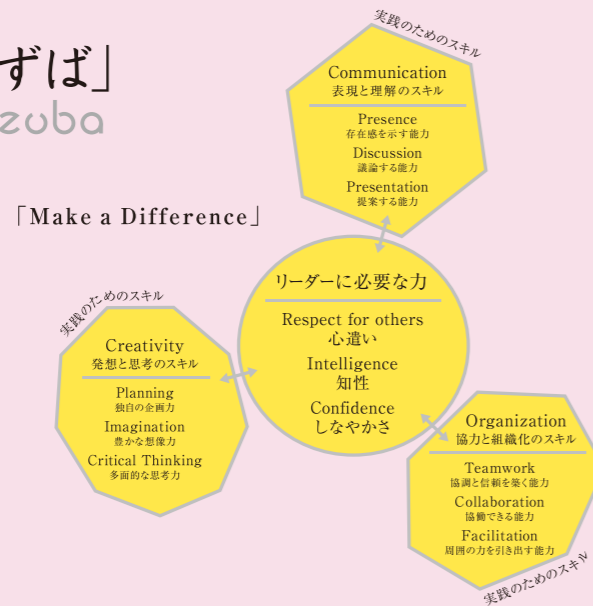 ずば」
zuba
「Make a Difference」
実践のためのスキル
Communication
表現と理解のスキル
Presence
存在感を示す能力
Discussion
議論する能力
Presentation
提案する能力
リーダーに必要な力
Respect for others
心遣い
Intelligence
知性
Confidence
しなやかさ
実践のためのスキル
Creativity
発想と思考のスキル
Planning
独自の企画力
Imagination
豊かな想像力
Critical Thinking
多面的な思考力
Organization
協力と組織化のスキル
Teamwork
協調と信頼を築く能力
Collaboration
協働できる能力
Facilitation
周囲の力を引き出す能力
実践のためのスキル